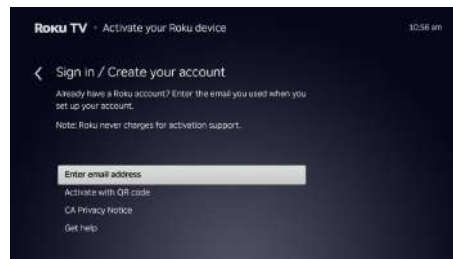 Roku TV • Activate your Roku device
10:56 am
Sign in / Create your account
Already have a Roku account? Enter the email you used when you
set up your account.
Note: Roku never charges for activation support.
Enter email address
Activate with QR code
CA Privacy Notice
Get help